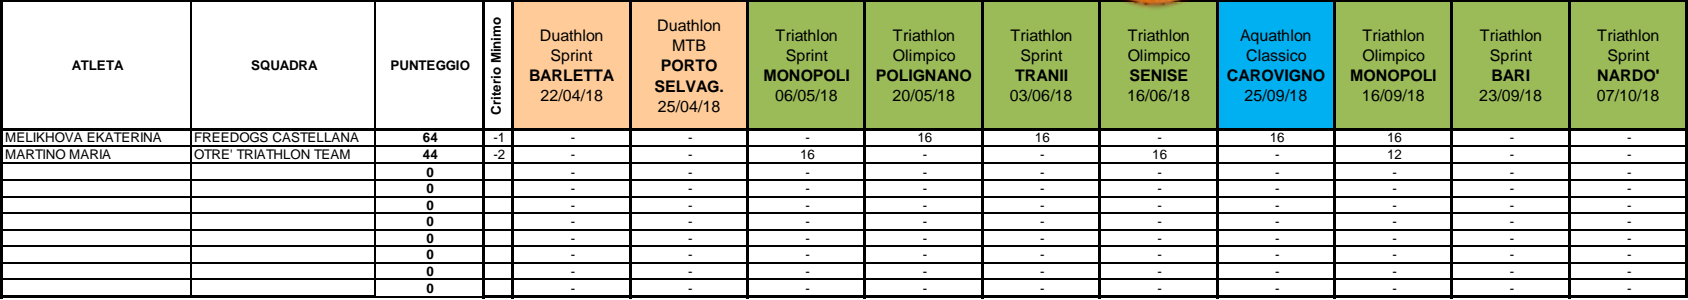 ATLETA SQUADRA PUNTEGGIO Criterio Minimo
Duathlon Sprint BARLETTA 22/04/18
Duathlon MTB PORTO SELVAG. 25/04/18
Triathlon Sprint MONOPOLI 06/05/18
Triathlon Olimpico POLIGNANO 20/05/18
Triathlon Sprint TRANII 03/06/18
Triathlon Olimpico SENISE 16/06/18
Aquathlon Classico CAROVIGNO 25/09/18
Triathlon Olimpico MONOPOLI 16/09/18
Triathlon Sprint BARI 23/09/18
Triathlon Sprint NARDO' 07/10/18
MELIKHOVA EKATERINA FREEDOGS CASTELLANA 64 -1 - - - 16 16 - 16 16 - -
MARTINO MARIA OTRE' TRIATHLON TEAM 44 -2 - - 16 - - 16 - 12 - -
0 - - - - - - - - - -
0 - - - - - - - - - -
0 - - - - - - - - - -
0 - - - - - - - - - -
0 - - - - - - - - - -
0 - - - - - - - - - -
0 - - - - - - - - - -
0 - - - - - - - - - -